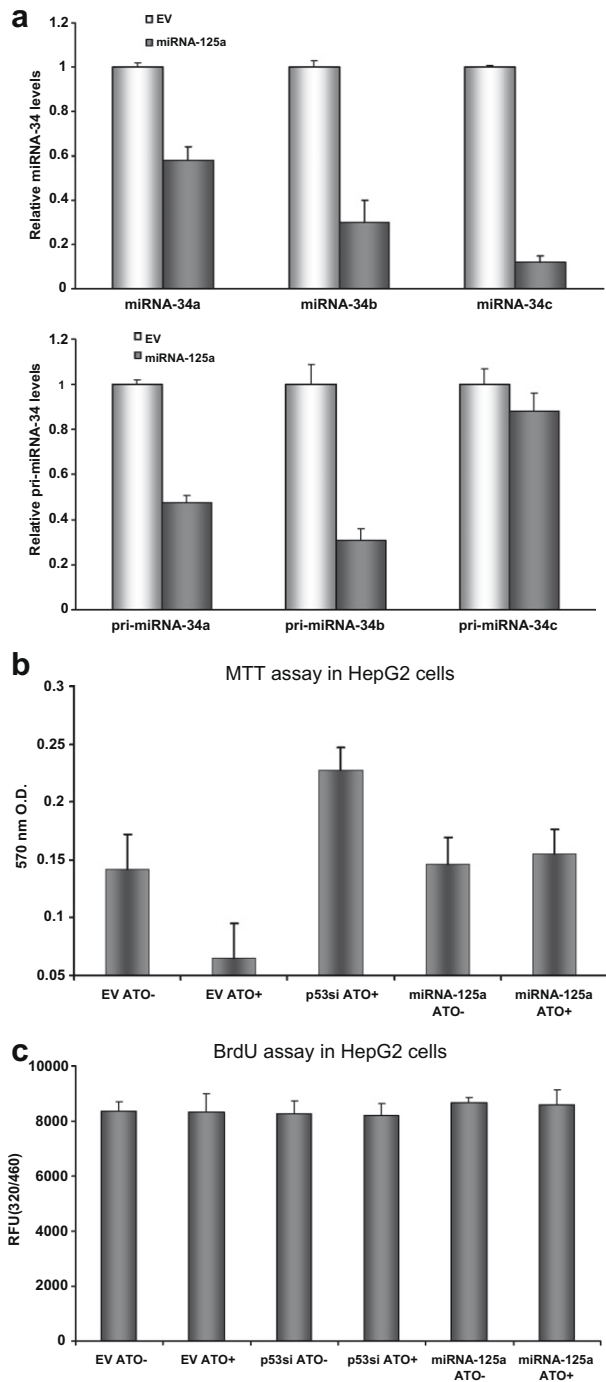 a
EV
miRNA-125a
Relative miRNA-34 levels
1.2
1
0.8
0.6
0.4
0.2
0
miRNA-34a miRNA-34b miRNA-34c
EV
miRNA-125a
Relative pri-miRNA-34 levels
1.2
1
0.8
0.6
0.4
0.2
0
pri-miRNA-34a pri-miRNA-34b pri-miRNA-34c
b
MTT assay in HepG2 cells
570 nm O.D.
0.3
0.25
0.2
0.15
0.1
0.05
EV ATO- EV ATO+ p53si ATO+ miRNA-125a ATO- miRNA-125a ATO+
c
BrdU assay in HepG2 cells
RFU(320/460)
10000
8000
6000
4000
2000
0
EV ATO- EV ATO+ p53si ATO- p53si ATO+ miRNA-125a ATO- miRNA-125a ATO+